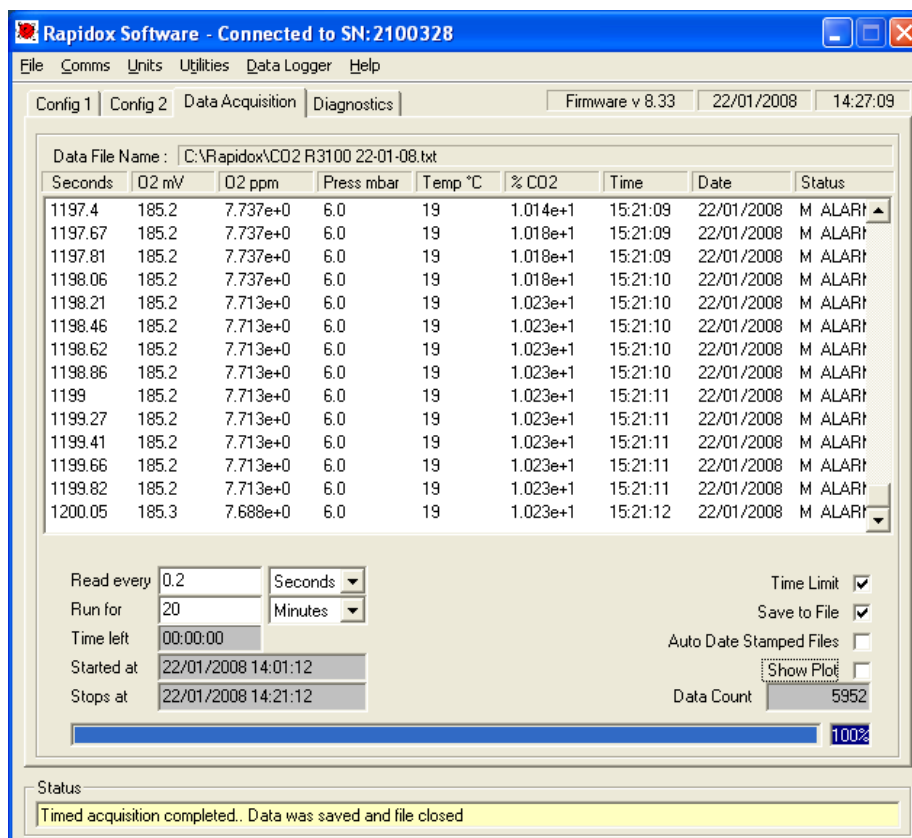 Rapidox Software - Connected to SN:2100328
File Comms Units Utilities Data Logger Help
Config 1 Config 2 Data Acquisition Diagnostics Firmware v 8.33 22/01/2008 14:27:09
Data File Name : C:\Rapidox\CO2 R3100 22-01-08.txt
Seconds O2 mV O2 ppm Press mbar Temp °C % CO2 Time Date Status
1197.4 185.2 7.737e+0 6.0 19 1.014e+1 15:21:09 22/01/2008 M ALARM
1197.67 185.2 7.737e+0 6.0 19 1.018e+1 15:21:09 22/01/2008 M ALARM
1197.81 185.2 7.737e+0 6.0 19 1.018e+1 15:21:09 22/01/2008 M ALARM
1198.06 185.2 7.737e+0 6.0 19 1.018e+1 15:21:10 22/01/2008 M ALARM
1198.21 185.2 7.713e+0 6.0 19 1.023e+1 15:21:10 22/01/2008 M ALARM
1198.46 185.2 7.713e+0 6.0 19 1.023e+1 15:21:10 22/01/2008 M ALARM
1198.62 185.2 7.713e+0 6.0 19 1.023e+1 15:21:10 22/01/2008 M ALARM
1198.86 185.2 7.713e+0 6.0 19 1.023e+1 15:21:10 22/01/2008 M ALARM
1199 185.2 7.713e+0 6.0 19 1.023e+1 15:21:11 22/01/2008 M ALARM
1199.27 185.2 7.713e+0 6.0 19 1.023e+1 15:21:11 22/01/2008 M ALARM
1199.41 185.2 7.713e+0 6.0 19 1.023e+1 15:21:11 22/01/2008 M ALARM
1199.66 185.2 7.713e+0 6.0 19 1.023e+1 15:21:11 22/01/2008 M ALARM
1199.82 185.2 7.713e+0 6.0 19 1.023e+1 15:21:11 22/01/2008 M ALARM
1200.05 185.3 7.688e+0 6.0 19 1.023e+1 15:21:12 22/01/2008 M ALARM
Read every 0.2 Seconds Time Limit
Run for 20 Minutes Save to File
Time left 00:00:00 Auto Date Stamped Files
Started at 22/01/2008 14:01:12 Show Plot
Stops at 22/01/2008 14:21:12 Data Count 5952
100%
Status
Timed acquisition completed.. Data was saved and file closed